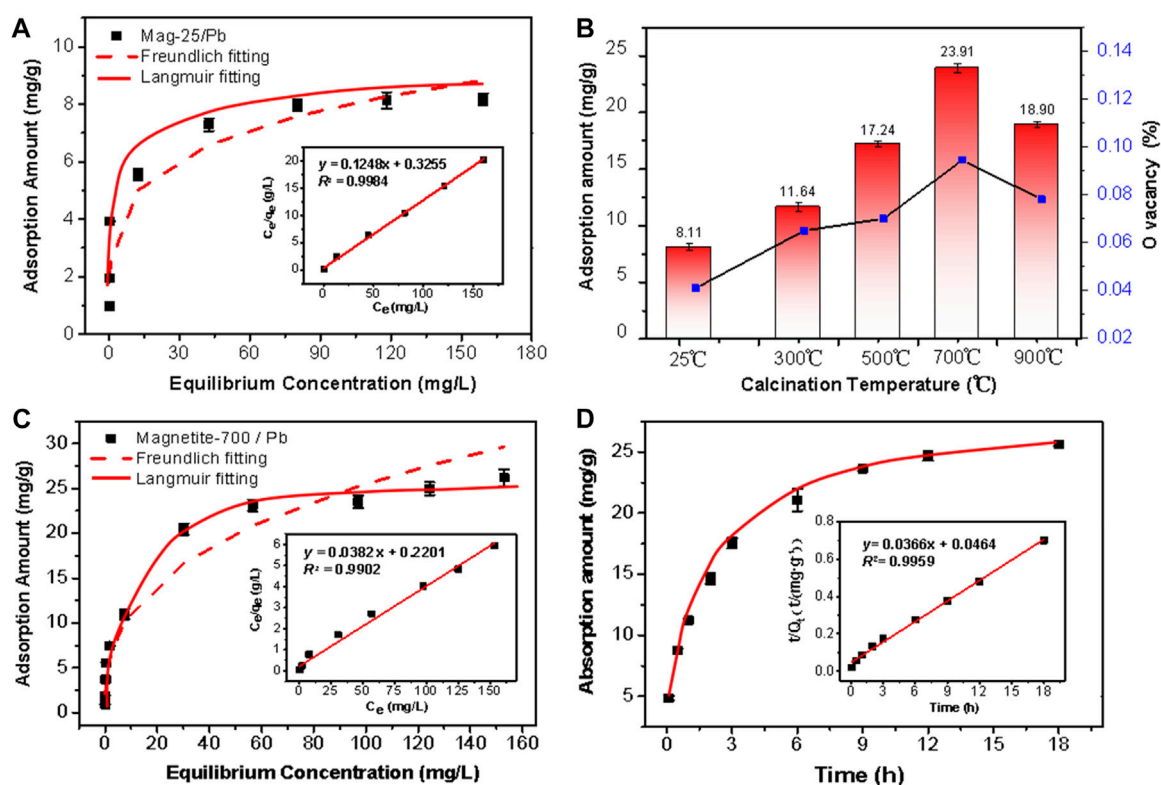 A
Mag-25/Pb
Freundlich fitting
Langmuir fitting
Adsorption Amount (mg/g)
10
8
6
4
2
0
0 30 60 90 120 150 180
Equilibrium Concentration (mg/L)
y = 0.1248x + 0.3255
R² = 0.9984
Ce/qe (g/L)
20
15
10
5
0
0 50 100 150
Ce(mg/L)
B
Adsorption amount (mg/g)
25
20
15
10
5
0
8.11
11.64
17.24
23.91
18.90
0.14
0.12
0.10
0.08
0.06
0.04
0.02
O vacancy (%)
25℃ 300℃ 500℃ 700℃ 900℃
Calcination Temperature (℃)
C
Magnetite-700 / Pb
Freundlich fitting
Langmuir fitting
Adsorption Amount (mg/g)
30
25
20
15
10
5
0
0 20 40 60 80 100 120 140 160
Equilibrium Concentration (mg/L)
y = 0.0382x + 0.2201
R² = 0.9902
Ce/qe (g/L)
6
5
4
3
2
1
0
0 25 50 75 100 125 150
Ce (mg/L)
D
Absorption amount (mg/g)
25
20
15
10
5
0 3 6 9 12 15 18
Time (h)
y= 0.0366x + 0.0464
R²= 0.9959
t/Qt( t/(mg·g-1))
0.8
0.6
0.4
0.2
0.0
0 3 6 9 12 15 18
Time (h)